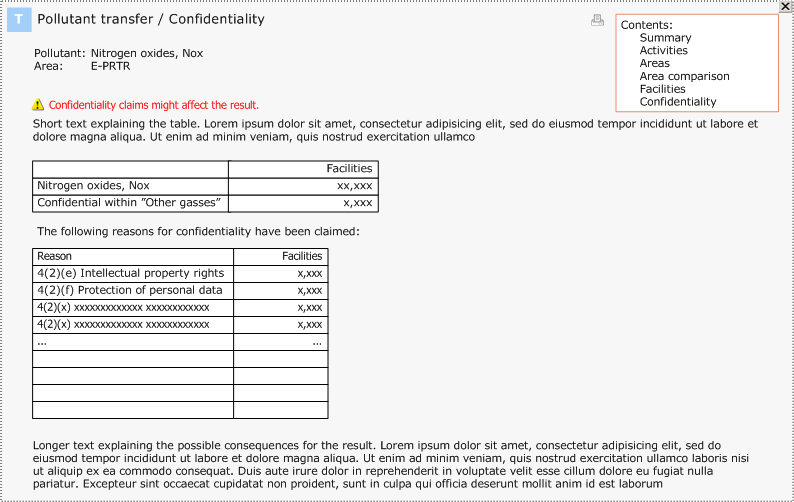 T Pollutant transfer / Confidentiality
Contents:
Summary
Activities
Areas
Area comparison
Facilities
Confidentiality
Pollutant: Nitrogen oxides, Nox
Area: E-PRTR
Confidentiality claims might affect the result.
Short text explaining the table. Lorem ipsum dolor sit amet, consectetur adipisicing elit, sed do eiusmod tempor incididunt ut labore et
dolore magna aliqua. Ut enim ad minim veniam, quis nostrud exercitation ullamco
Facilities
Nitrogen oxides, Nox xx,xxx
Confidential within ”Other gasses” x,xxx
The following reasons for confidentiality have been claimed:
Reason Facilities
4(2)(e) Intellectual property rights x,xxx
4(2)(f) Protection of personal data x,xxx
4(2)(x) xxxxxxxxxxxxx xxxxxxxxxxxx x,xxx
4(2)(x) xxxxxxxxxxxxx xxxxxxxxxxxx x,xxx
... ...
Longer text explaining the possible consequences for the result. Lorem ipsum dolor sit amet, consectetur adipisicing elit, sed do
eiusmod tempor incididunt ut labore et dolore magna aliqua. Ut enim ad minim veniam, quis nostrud exercitation ullamco laboris nisi
ut aliquip ex ea commodo consequat. Duis aute irure dolor in reprehenderit in voluptate velit esse cillum dolore eu fugiat nulla
pariatur. Excepteur sint occaecat cupidatat non proident, sunt in culpa qui officia deserunt mollit anim id est laborum